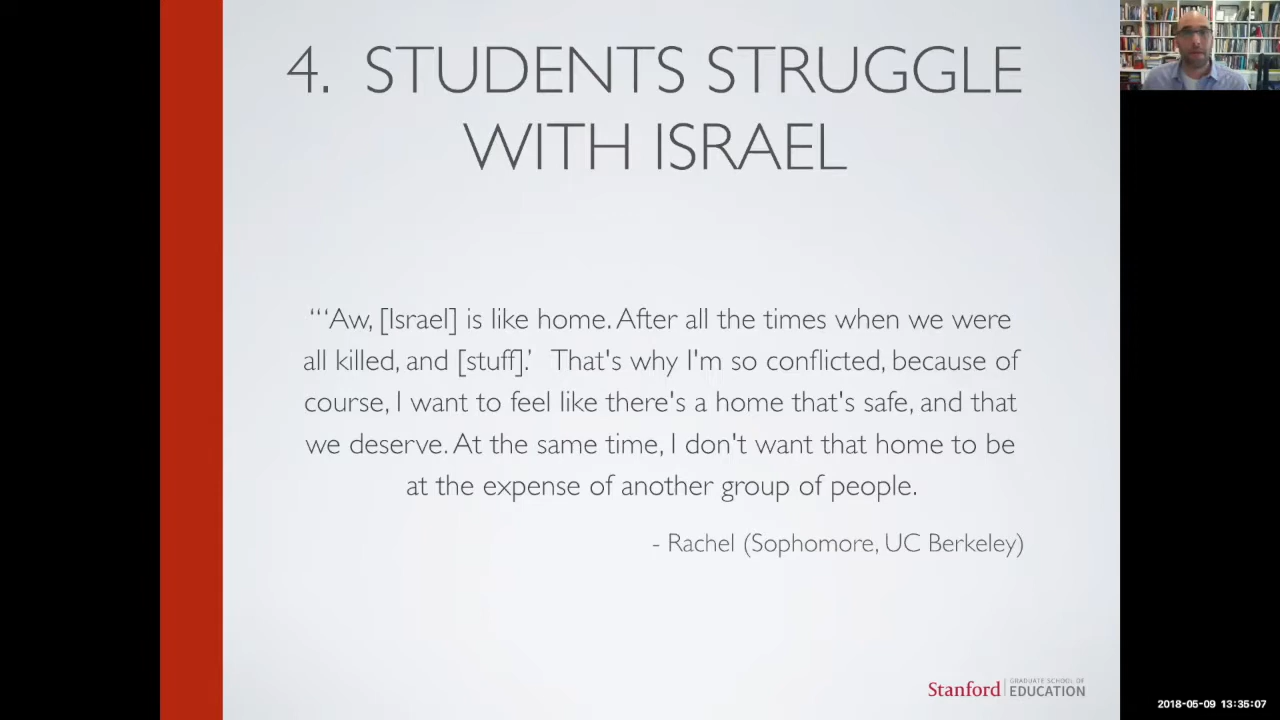 4. STUDENTS STRUGGLE
WITH ISRAEL
“‘Aw, [Israel] is like home. After all the times when we were
all killed, and [stuff].’ That's why I'm so conflicted, because of
course, I want to feel like there's a home that's safe, and that
we deserve. At the same time, I don't want that home to be
at the expense of another group of people.
- Rachel (Sophomore, UC Berkeley)
Stanford
GRADUATE SCHOOL OF
EDUCATION
2018-05-09 13:35:07